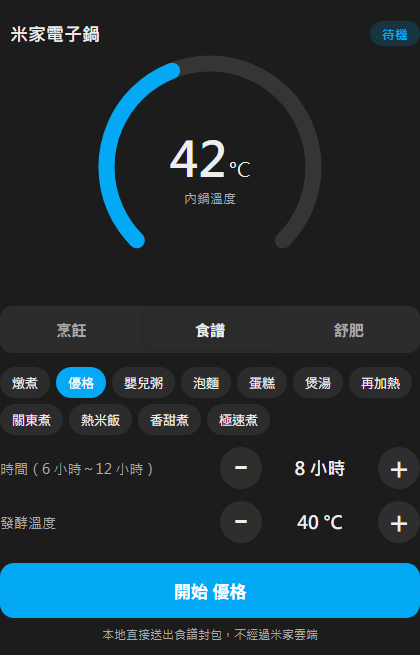 米家電子鍋 待機
42°C
內鍋溫度
烹飪 食譜 舒肥
燉煮 優格 嬰兒粥 泡麵 蛋糕 煲湯 再加熱
關東煮 熱米飯 香甜煮 極速煮
時間（6 小時～12 小時） − 8 小時 +
發酵溫度 − 40 °C +
開始 優格
本地直接送出食譜封包，不經過米家雲端